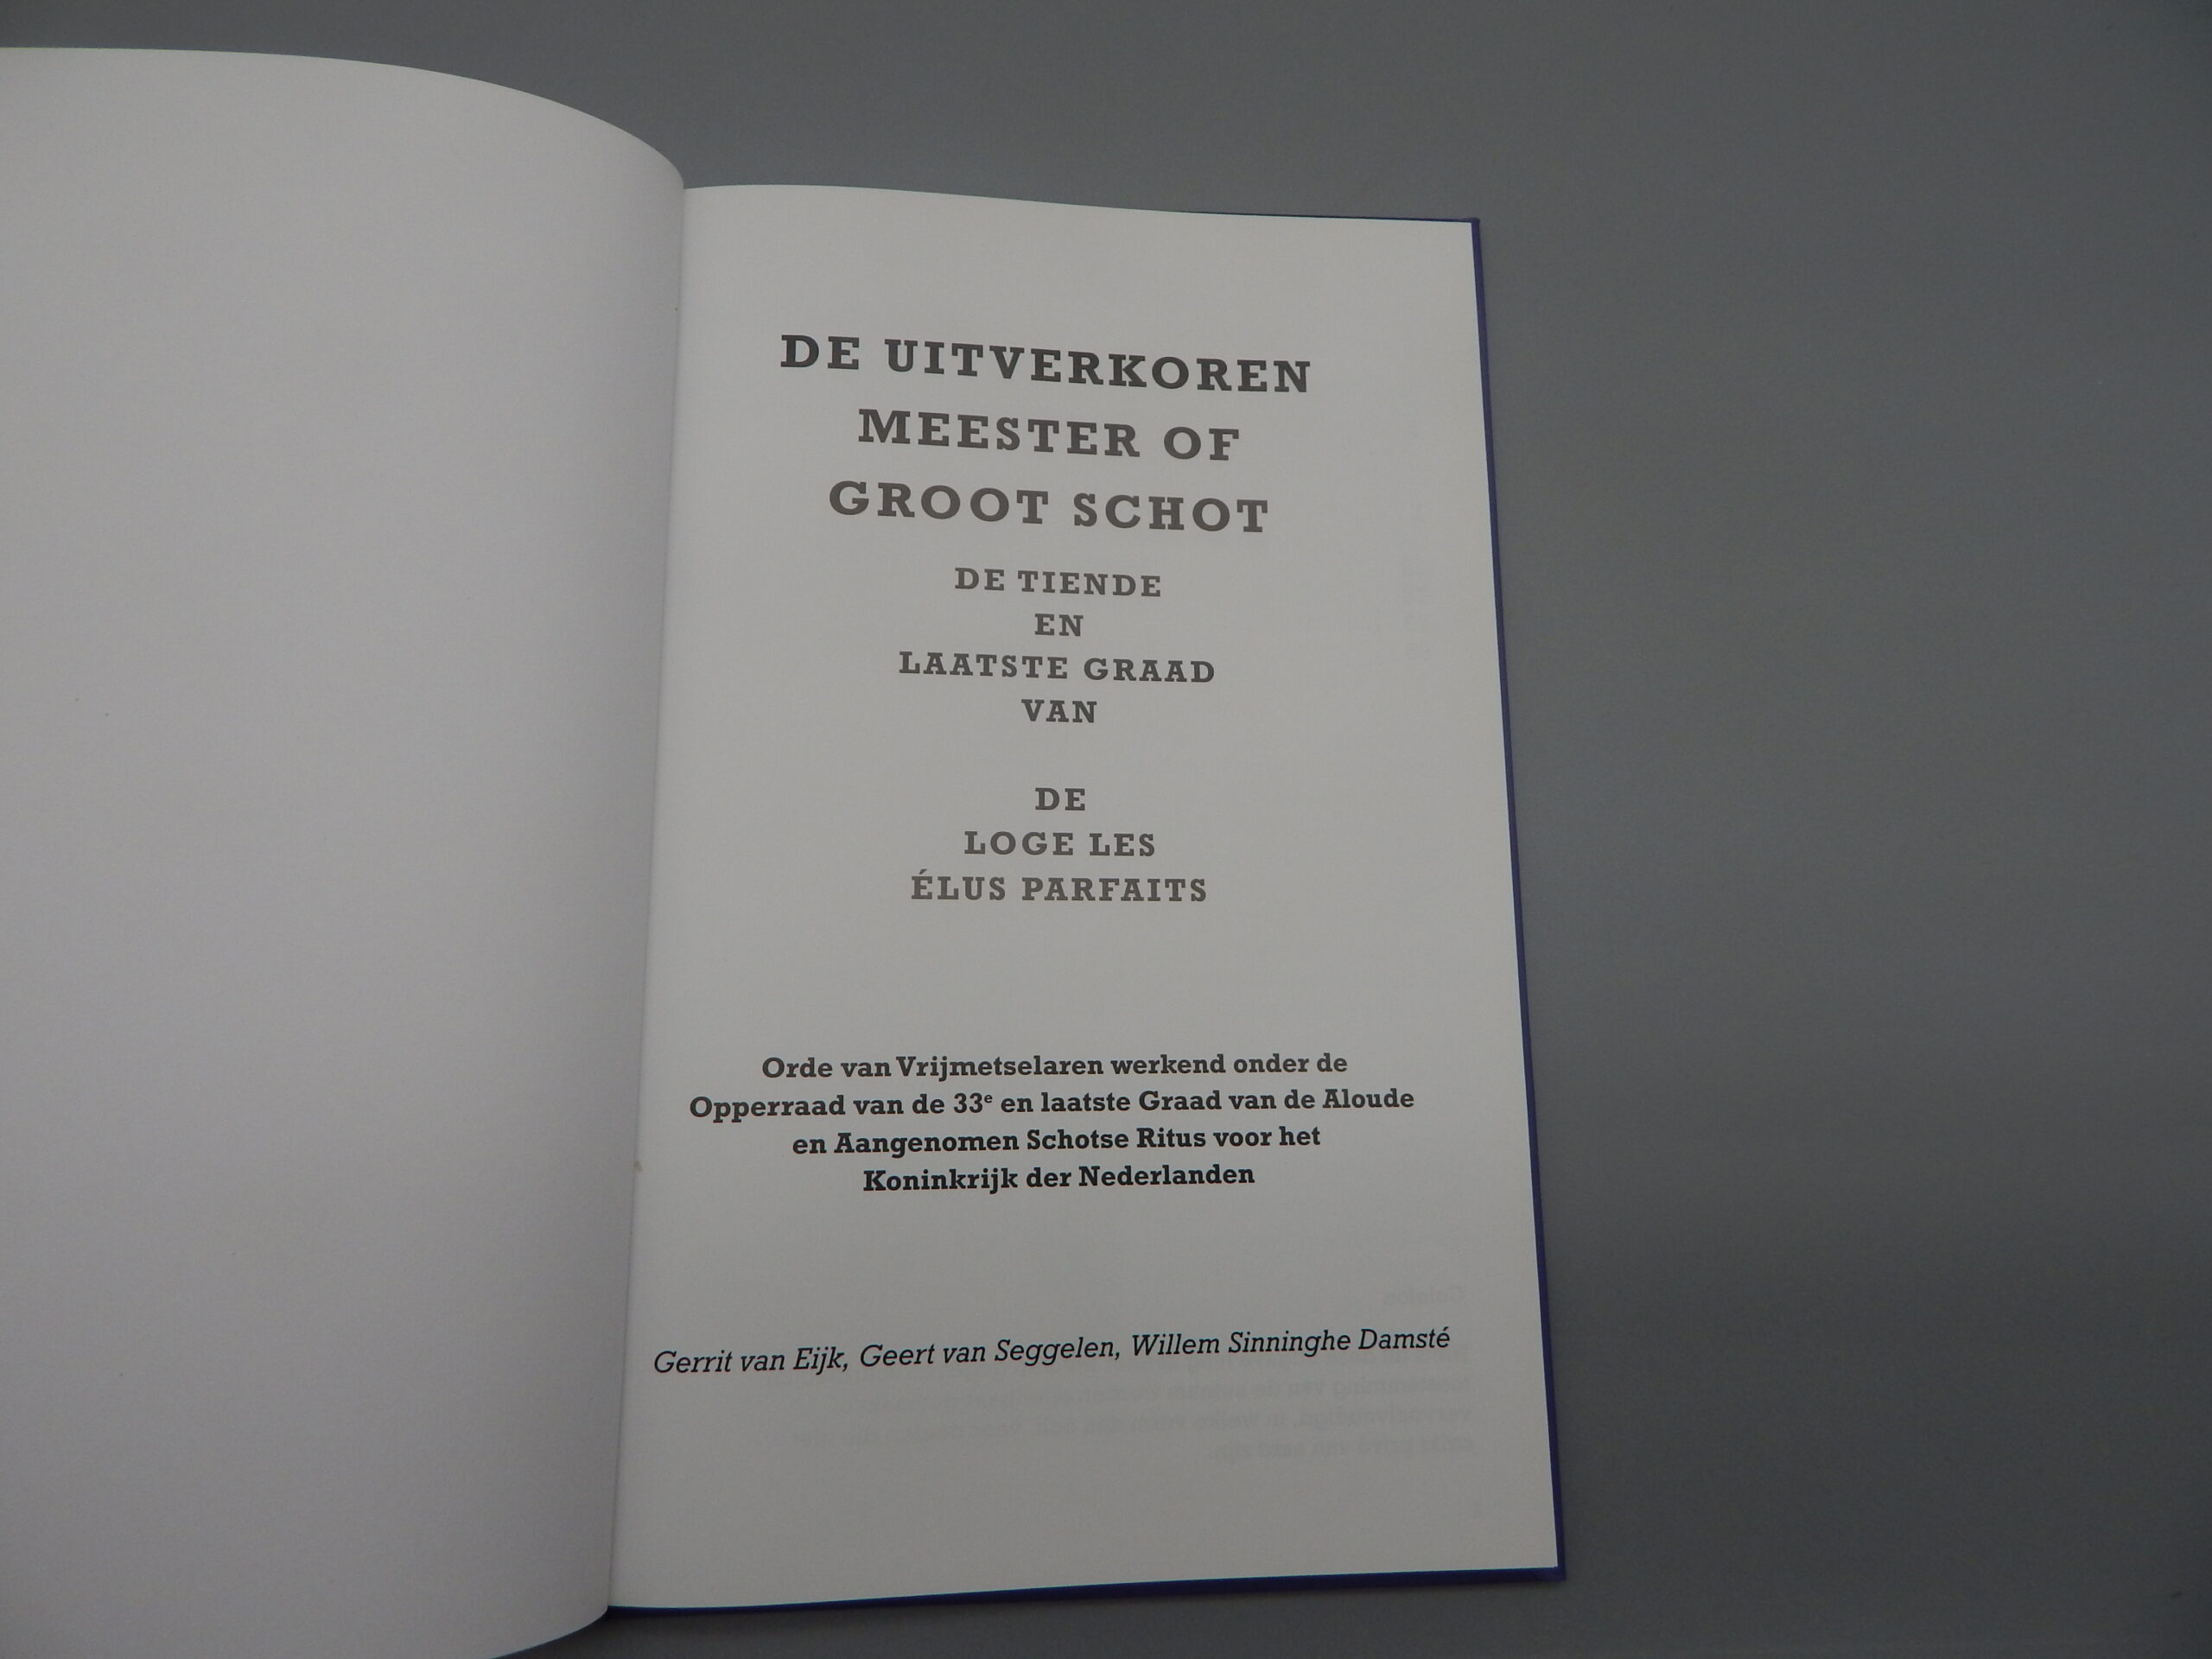 DE UITVERKOREN
MEESTER OF
GROOT SCHOT
DE TIENDE
EN
LAATSTE GRAAD
VAN
DE
LOGE LES
ÉLUS PARFAITS
Orde van Vrijmetselaren werkend onder de
Opperraad van de 33e en laatste Graad van de Aloude
en Aangenomen Schotse Ritus voor het
Koninkrijk der Nederlanden
Gerrit van Eijk, Geert van Seggelen, Willem Sinninghe Damsté